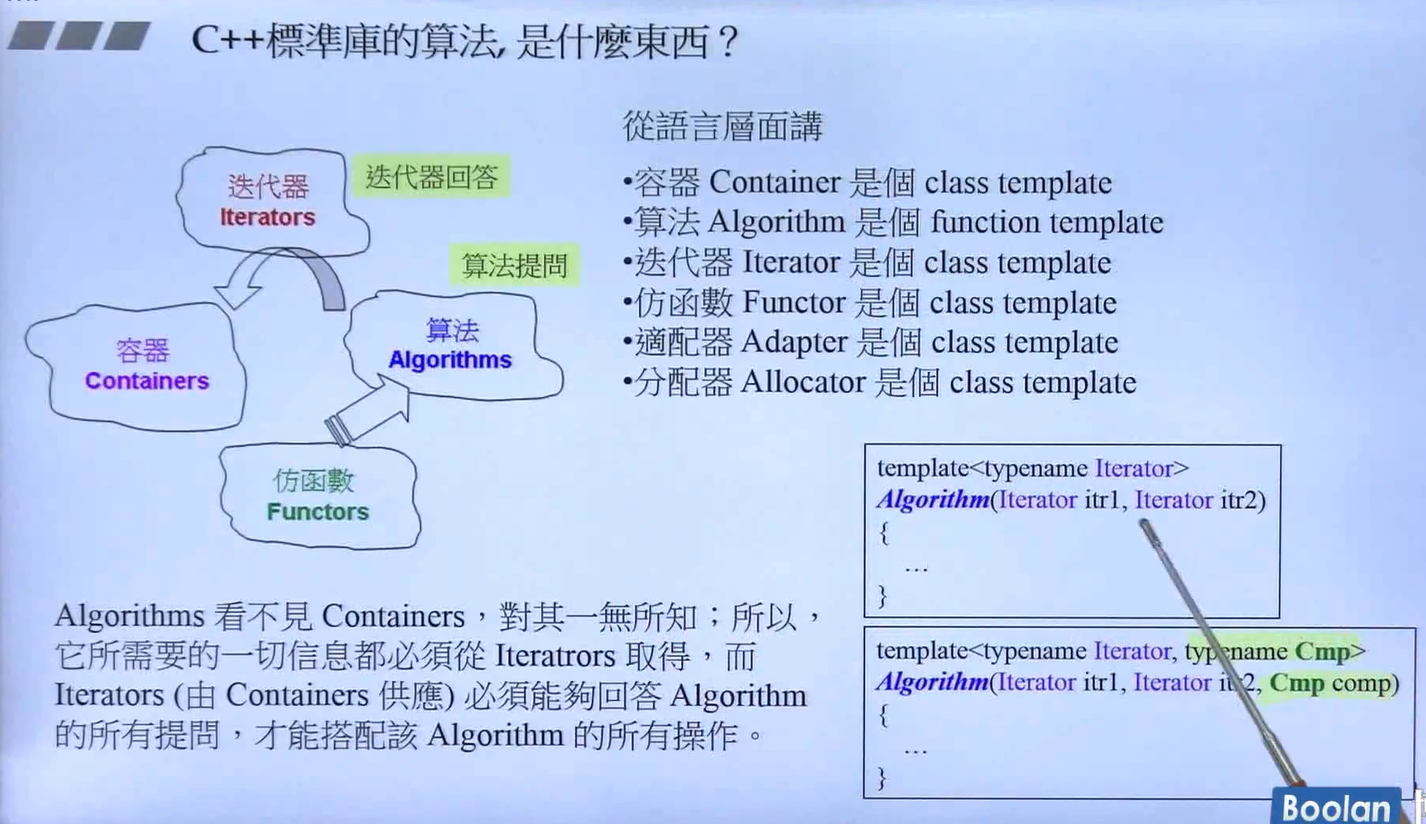 C++標準庫的算法, 是什麼東西？
迭代器
Iterators
迭代器回答
算法提問
容器
Containers
算法
Algorithms
仿函數
Functors
Algorithms 看不見 Containers，對其一無所知；所以，
它所需要的一切信息都必須從 Iteratrors 取得，而
Iterators (由 Containers 供應) 必須能夠回答 Algorithm
的所有提問，才能搭配該 Algorithm 的所有操作。
從語言層面講
•容器 Container 是個 class template
•算法 Algorithm 是個 function template
•迭代器 Iterator 是個 class template
•仿函數 Functor 是個 class template
•適配器 Adapter 是個 class template
•分配器 Allocator 是個 class template
template<typename Iterator>
Algorithm(Iterator itr1, Iterator itr2)
{
…
}
template<typename Iterator, typename Cmp>
Algorithm(Iterator itr1, Iterator itr2, Cmp comp)
{
…
}
Boolan